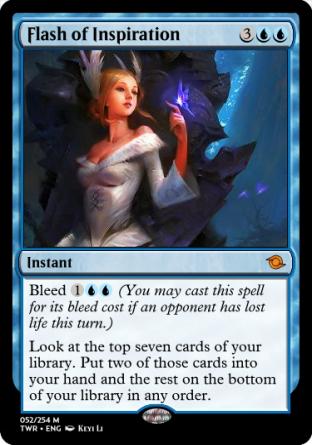 Flash of Inspiration 3
Instant
Bleed 1 (You may cast this spell
for its bleed cost if an opponent has lost
life this turn.)
Look at the top seven cards of your
library. Put two of those cards into
your hand and the rest on the bottom
of your library in any order.
052/254 M
TWR • ENG Keyi Li